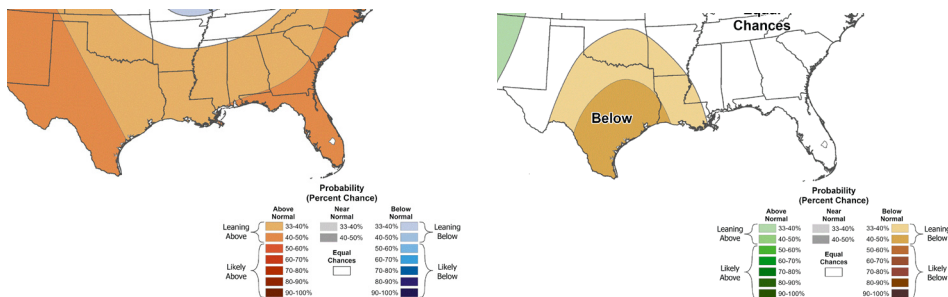 Equal
Chances
Below
Probability
(Percent Chance)
Above
Normal
Near
Normal
Below
Normal
Leaning
Above
Likely
Above
33-40%
40-50%
50-60%
60-70%
70-80%
80-90%
90-100%
33-40%
40-50%
Equal
Chances
33-40%
40-50%
50-60%
60-70%
70-80%
80-90%
90-100%
Leaning
Below
Likely
Below
Probability
(Percent Chance)
Above
Normal
Near
Normal
Below
Normal
Leaning
Above
Likely
Above
33-40%
40-50%
50-60%
60-70%
70-80%
80-90%
90-100%
33-40%
40-50%
Equal
Chances
33-40%
40-50%
50-60%
60-70%
70-80%
80-90%
90-100%
Leaning
Below
Likely
Below